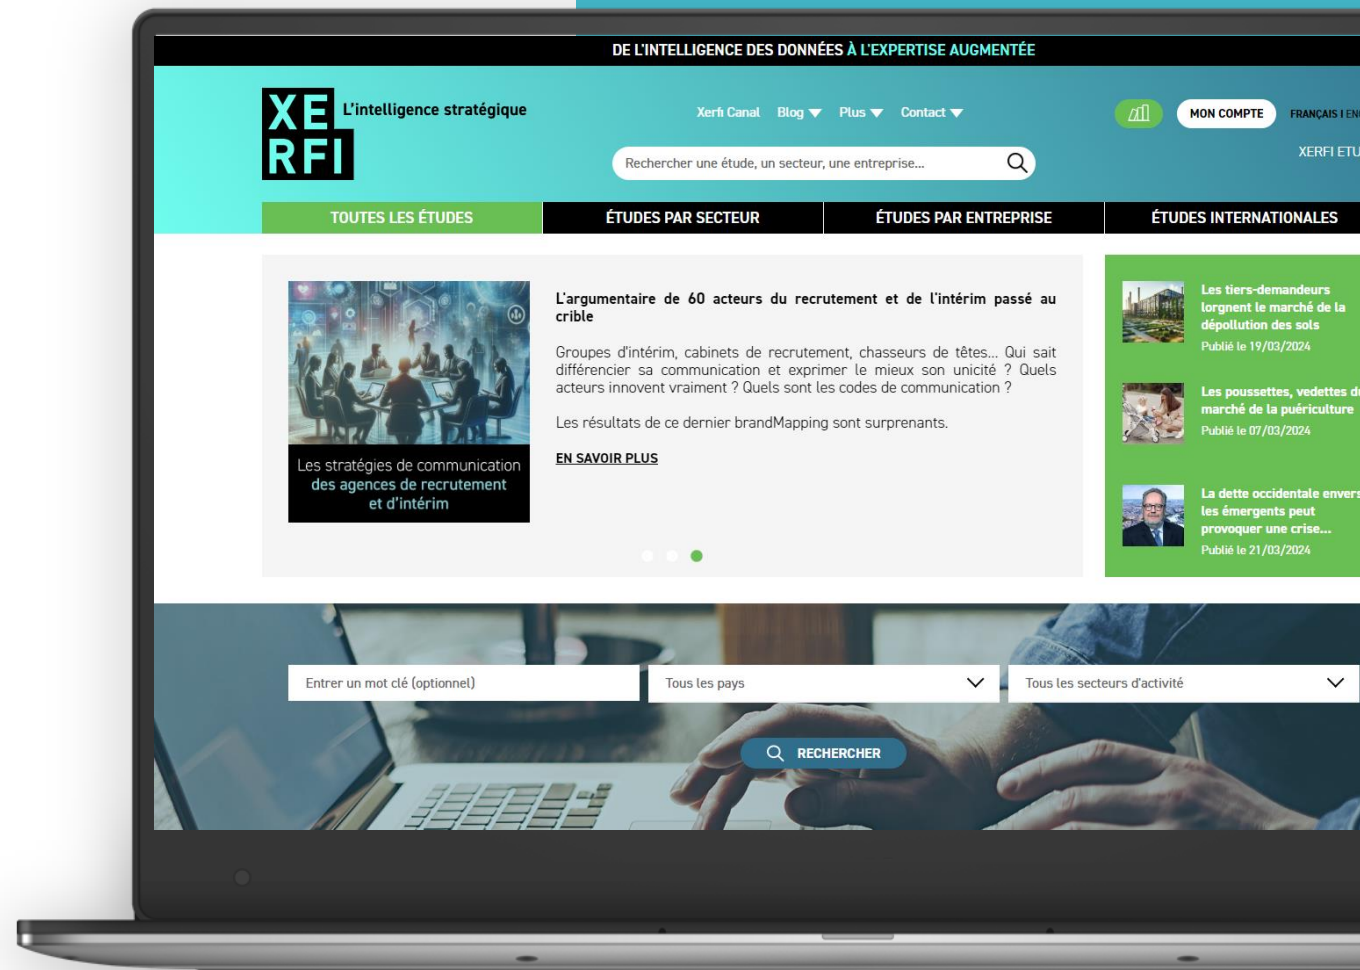 DE L'INTELLIGENCE DES DONNÉES À L'EXPERTISE AUGMENTÉE
XE
RFI
L'intelligence stratégique
Xerfi Canal Blog Plus Contact
MON COMPTE
FRANÇAIS I
Rechercher une étude, un secteur, une entreprise...
XERFI
TOUTES LES ÉTUDES
ÉTUDES PAR SECTEUR
ÉTUDES PAR ENTREPRISE
ÉTUDES INTERNATIONALES
Les stratégies de communication
des agences de recrutement
et d'intérim
L'argumentaire de 60 acteurs du recrutement et de l'intérim passé au
crible
Groupes d'intérim, cabinets de recrutement, chasseurs de têtes... Qui sait
différencier sa communication et exprimer le mieux son unicité ? Quels
acteurs innovent vraiment ? Quels sont les codes de communication ?
Les résultats de ce dernier brandMapping sont surprenants.
EN SAVOIR PLUS
Les tiers-demandeurs
lorgnent le marché de la
dépollution des sols
Publié le 19/03/2024
Les poussettes, vedettes
marché de la puériculture
Publié le 07/03/2024
La dette occidentale envers
les émergents peut
provoquer une crise...
Publié le 21/03/2024
Entrer un mot clé (optionnel)
Tous les pays
Tous les secteurs d'activité
RECHERCHER